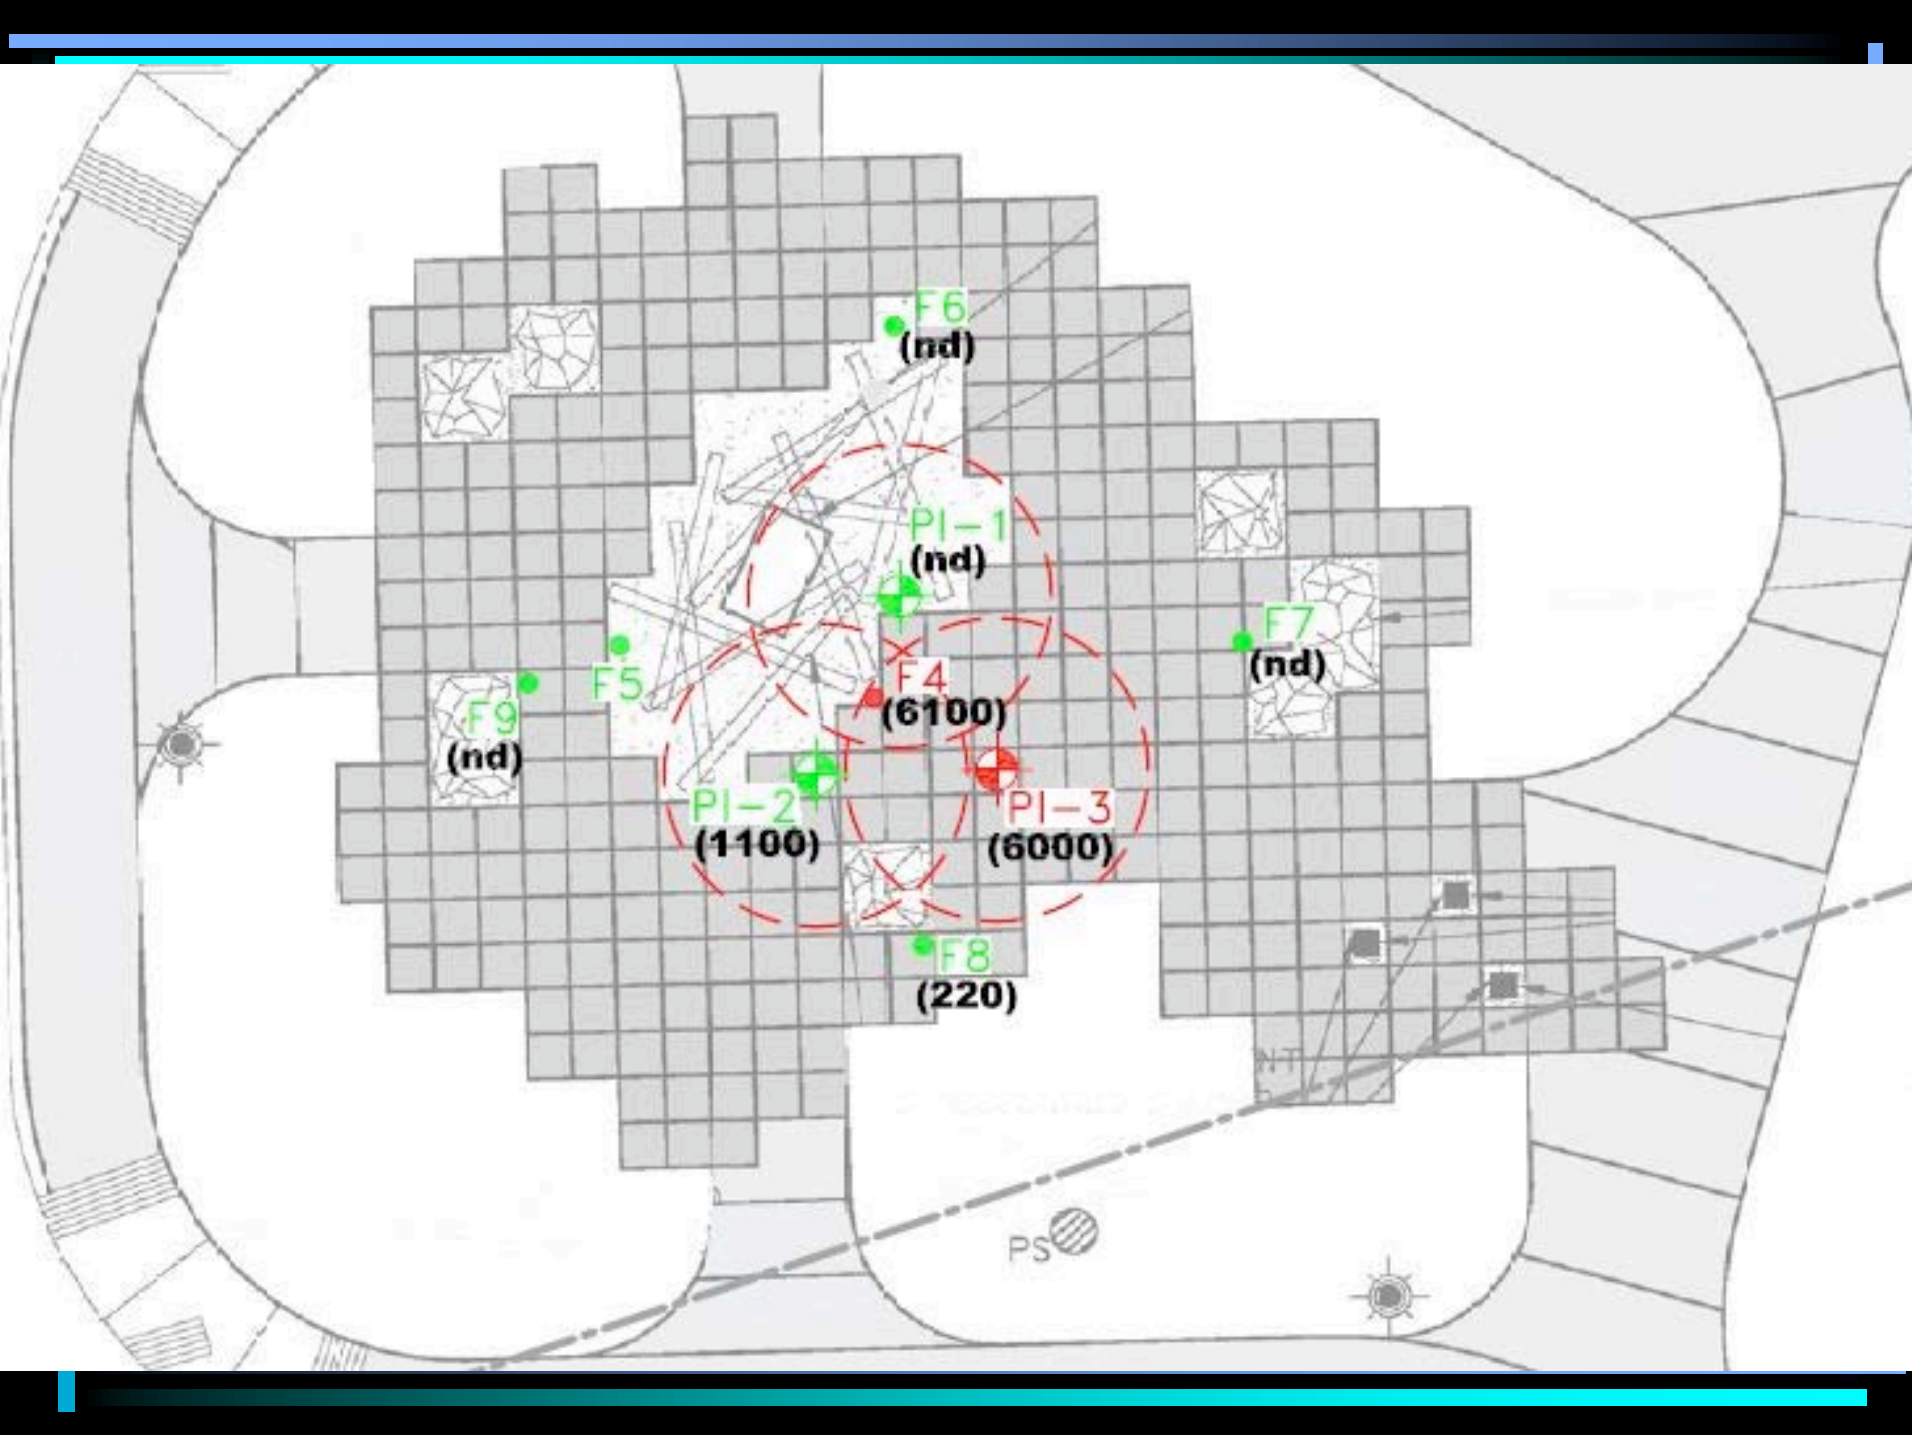 F6
(nd)
PI-1
(nd)
F7
(nd)
F4
(6100)
F5
F9
(nd)
PI-2
(1100)
PI-3
(6000)
F8
(220)
NT
PS